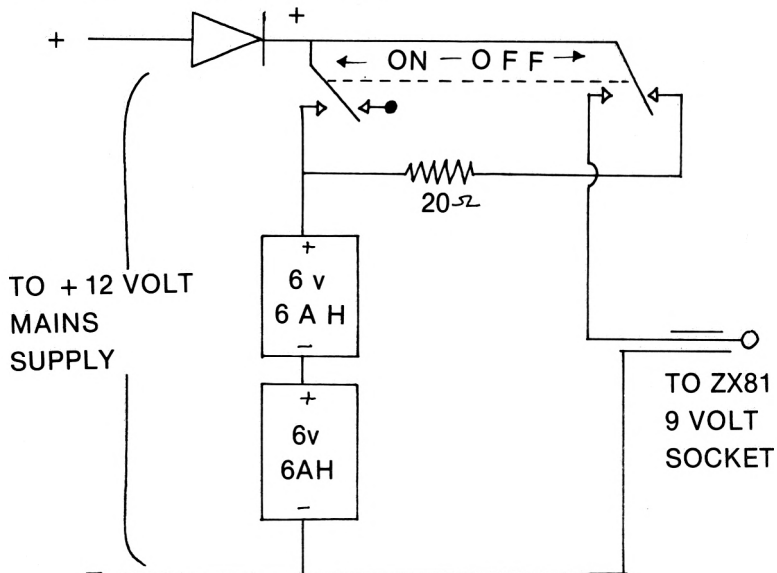 +
+
← ON – OFF →
20Ω
+
6 v
6 A H
–
+
6v
6AH
–
TO + 12 VOLT
MAINS
SUPPLY
TO ZX81
9 VOLT
SOCKET
–